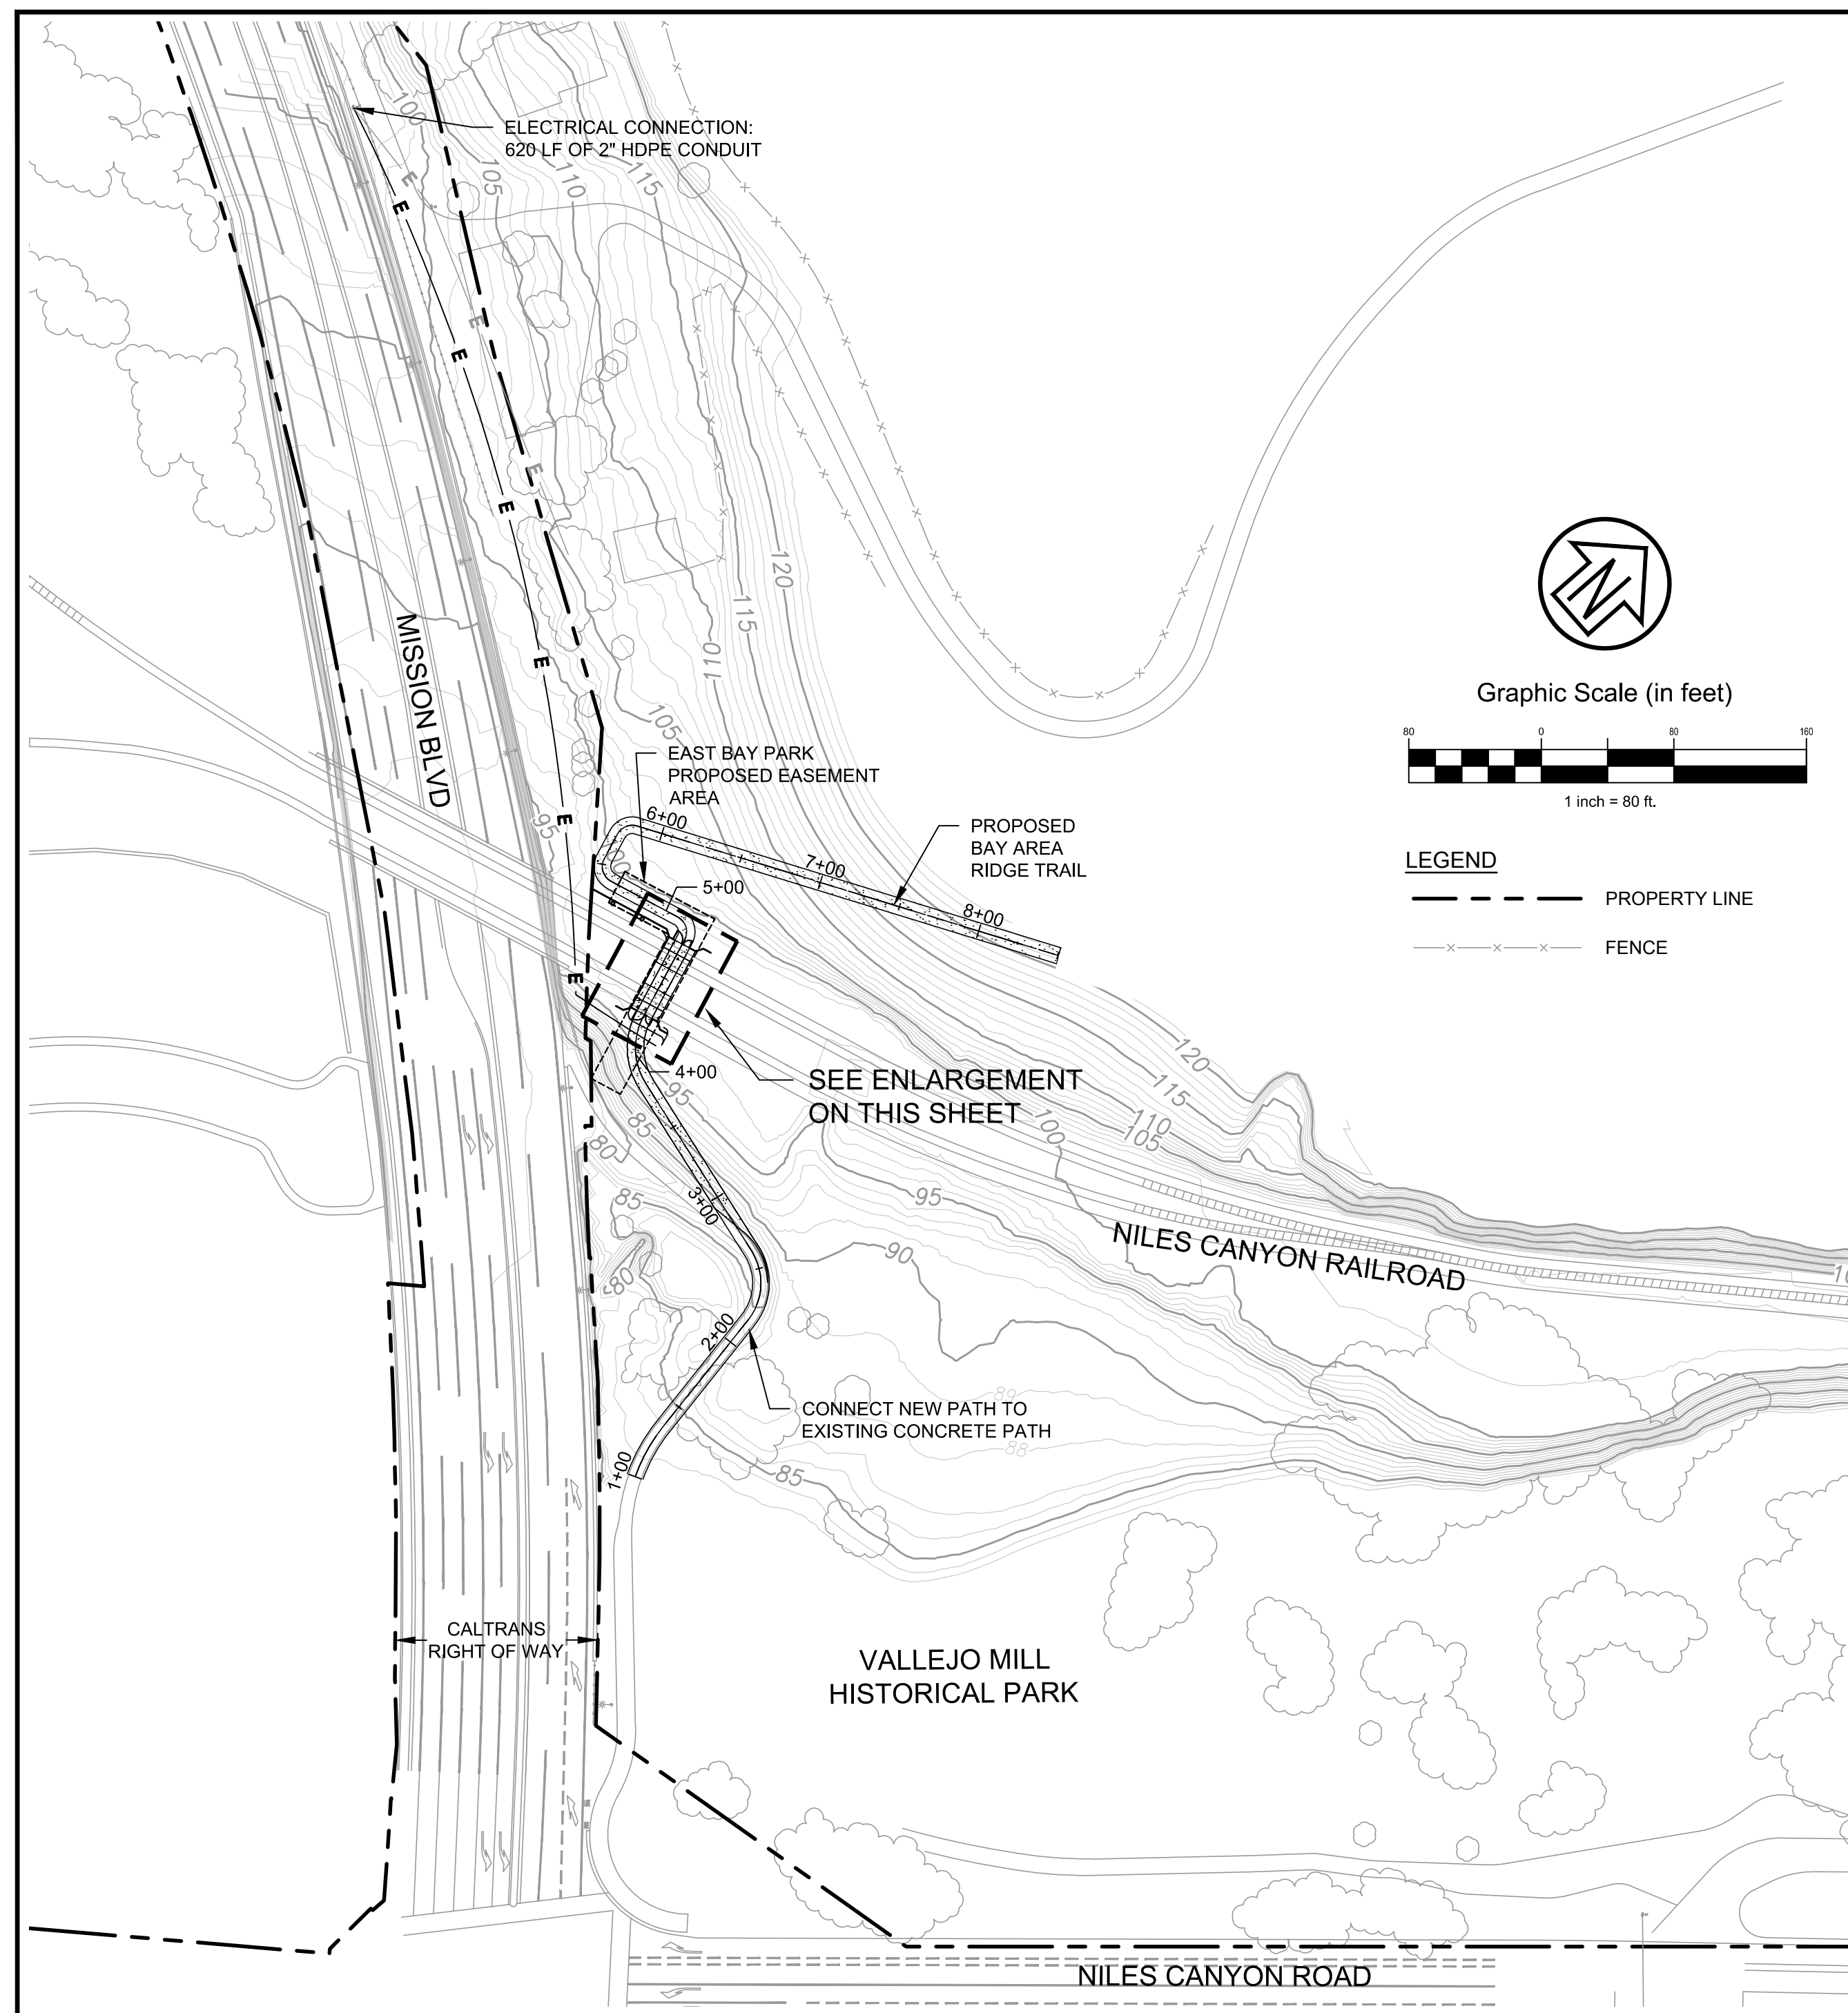 ELECTRICAL CONNECTION:
620 LF OF 2" HDPE CONDUIT
100
105
110
115
E
E
E
E
E
E
E
E
E
E
MISSION BLVD
120
115
110
105
N
Graphic Scale (in feet)
80 0 80 160
1 inch = 80 ft.
LEGEND
PROPERTY LINE
FENCE
EAST BAY PARK
PROPOSED EASEMENT
AREA
95
100
6+00
7+00
8+00
5+00
4+00
PROPOSED
BAY AREA
RIDGE TRAIL
SEE ENLARGEMENT
ON THIS SHEET
95
85
80
85
80
3+00
2+00
1+00
120
115
110
105
100
95
90
NILES CANYON RAILROAD
89
88
85
CONNECT NEW PATH TO
EXISTING CONCRETE PATH
CALTRANS
RIGHT OF WAY
VALLEJO MILL
HISTORICAL PARK
NILES CANYON ROAD